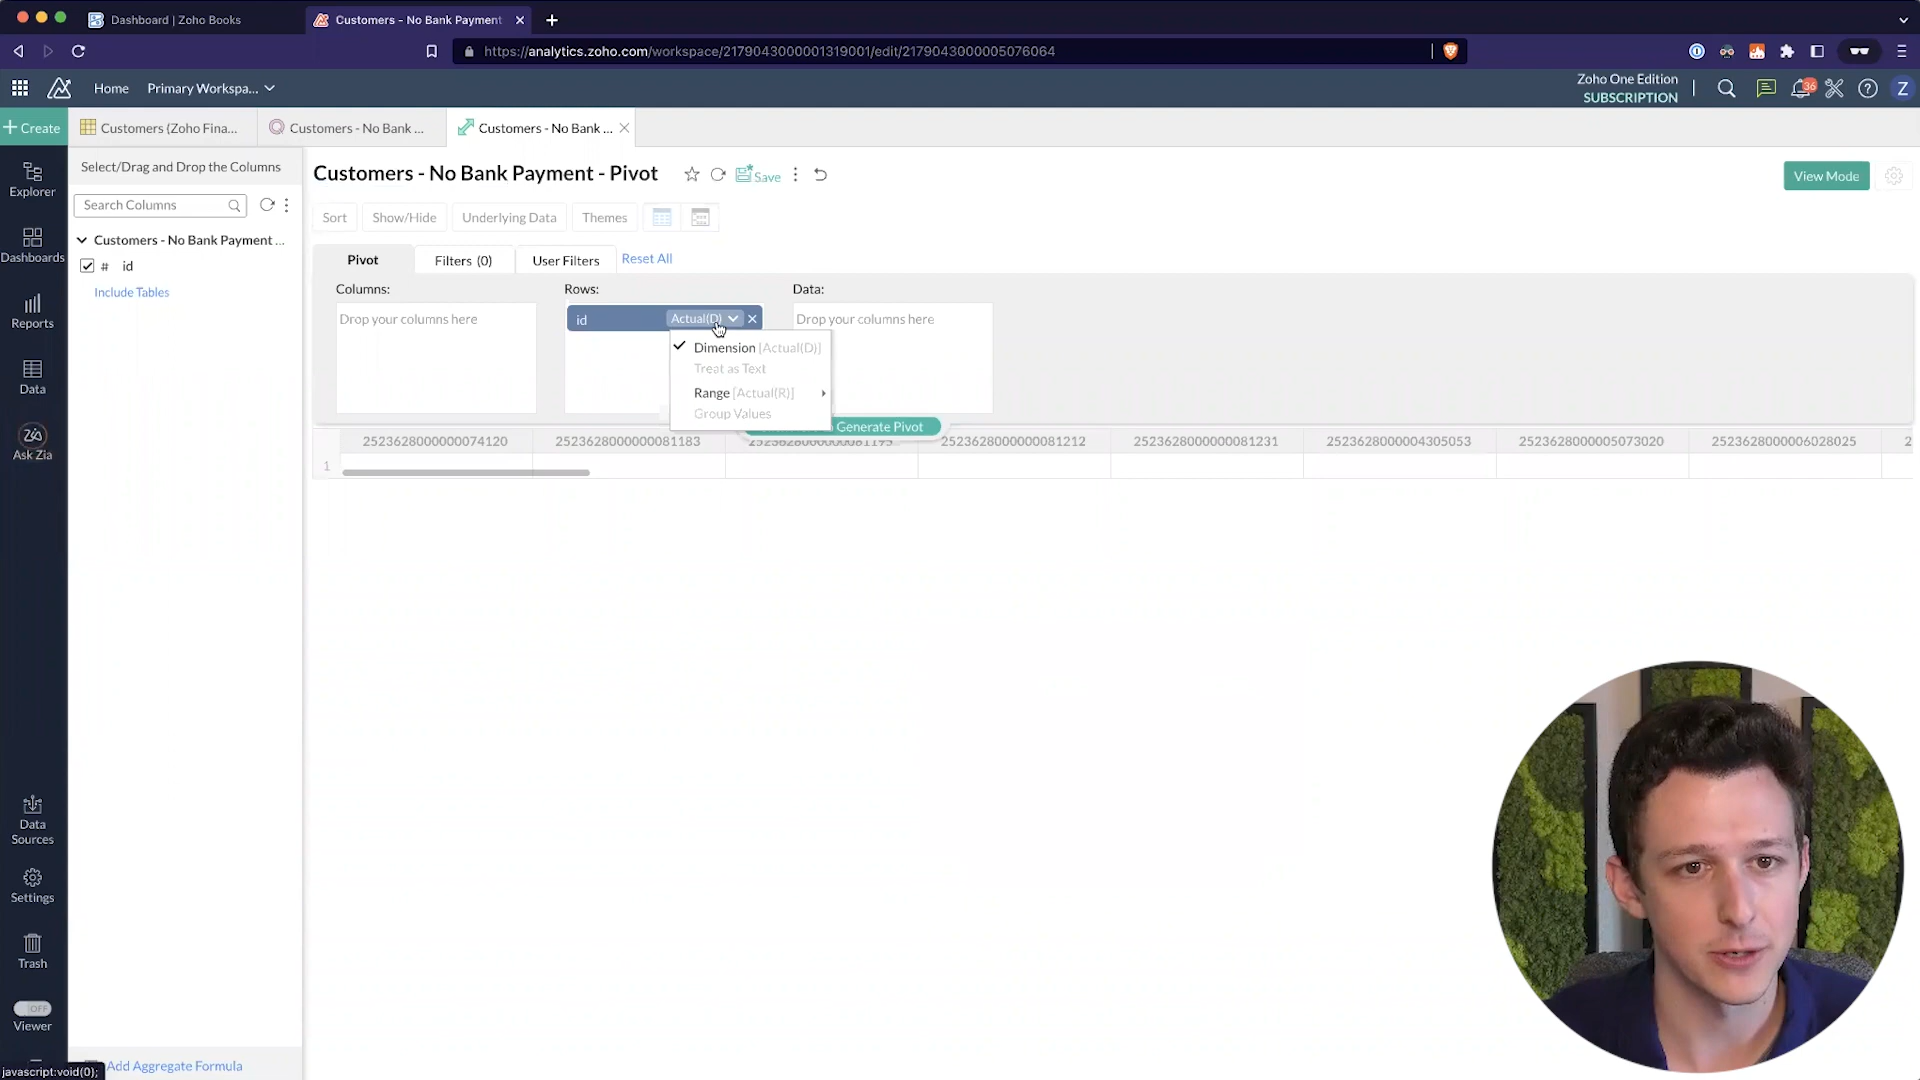 Dashboard | Zoho Books
Customers - No Bank Payment
https://analytics.zoho.com/workspace/2179043000001319001/edit/2179043000005076064
Home
Primary Workspa...
Zoho One Edition
SUBSCRIPTION
36
Z
+ Create
Customers (Zoho Fina...
Customers - No Bank ...
Customers - No Bank ...
Explorer
Dashboards
Reports
Data
Ask Zia
Data Sources
Settings
Trash
OFF
Viewer
Select/Drag and Drop the Columns
Search Columns
Customers - No Bank Payment ...
# id
Include Tables
Add Aggregate Formula
javascript:void(0);
Customers - No Bank Payment - Pivot
Save
View Mode
Sort
Show/Hide
Underlying Data
Themes
Pivot
Filters (0)
User Filters
Reset All
Columns:
Rows:
Data:
Drop your columns here
id
Actual(D)
Drop your columns here
Dimension [Actual(D)]
Treat as Text
Range [Actual(R)]
Group Values
Generate Pivot
2523628000000074120
2523628000000081183
2523628000000081195
2523628000000081212
2523628000000081231
2523628000004305053
2523628000005073020
2523628000006028025
2
1